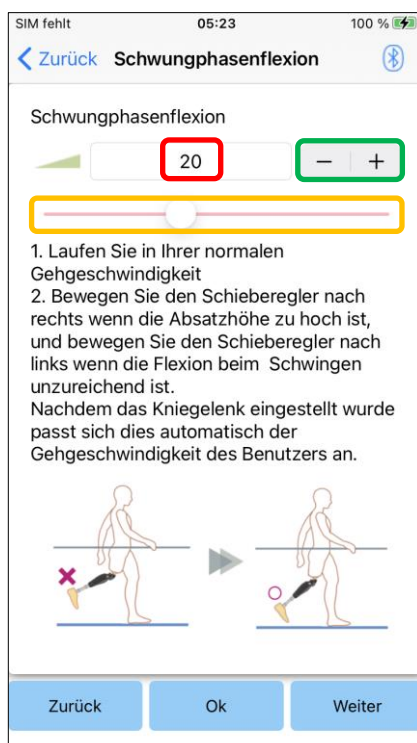 SIM fehlt 05:23 100 %
Zurück Schwungphasenflexion
Schwungphasenflexion
20 − +
1. Laufen Sie in Ihrer normalen
Gehgeschwindigkeit
2. Bewegen Sie den Schieberegler nach
rechts wenn die Absatzhöhe zu hoch ist,
und bewegen Sie den Schieberegler nach
links wenn die Flexion beim  Schwingen
unzureichend ist.
Nachdem das Kniegelenk eingestellt wurde
passt sich dies automatisch der
Gehgeschwindigkeit des Benutzers an.
Zurück Ok Weiter